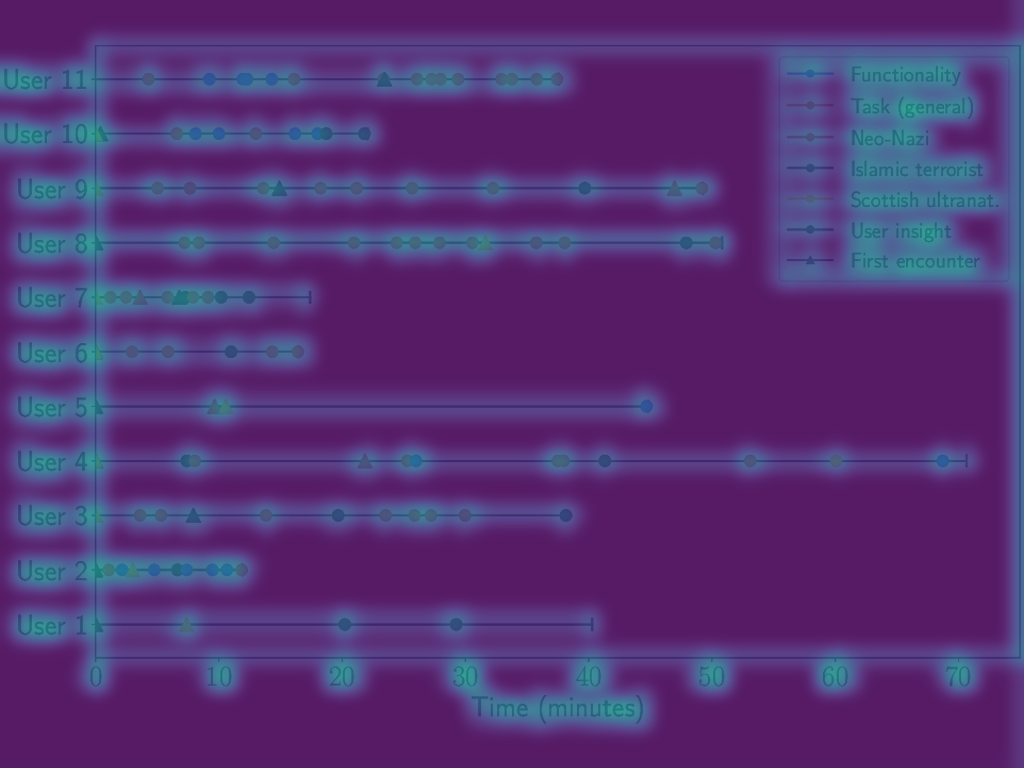 User 11
User 10
User 9
User 8
User 7
User 6
User 5
User 4
User 3
User 2
User 1
0 10 20 30 40 50 60 70
Time (minutes)
Functionality
Task (general)
Neo-Nazi
Islamic terrorist
Scottish ultranat.
User insight
First encounter